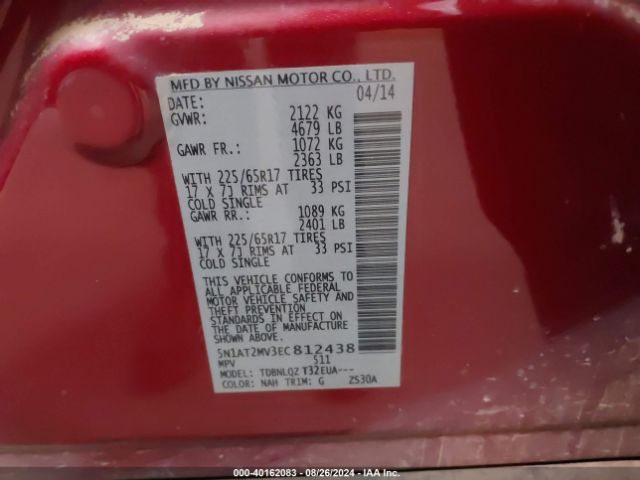 MFD BY NISSAN MOTOR CO., LTD.
DATE: 04/14
GVWR: 2122 KG
4679 LB
GAWR FR.: 1072 KG
2363 LB
WITH 225/65R17 TIRES
17 X 7J RIMS AT 33 PSI
COLD SINGLE
GAWR RR.: 1089 KG
2401 LB
WITH 225/65R17 TIRES
17 X 7J RIMS AT 33 PSI
COLD SINGLE
THIS VEHICLE CONFORMS TO
ALL APPLICABLE FEDERAL
MOTOR VEHICLE SAFETY AND
THEFT PREVENTION
STANDARDS IN EFFECT ON
THE DATE OF MANUFACTURE
SHOWN ABOVE.
5N1AT2MV3EC812438
MPV S11
MODEL: TDBNLQZ T32EUA---
COLOR: NAH TRIM: G ZS30A
000-40162083 - 08/26/2024 - IAA Inc.